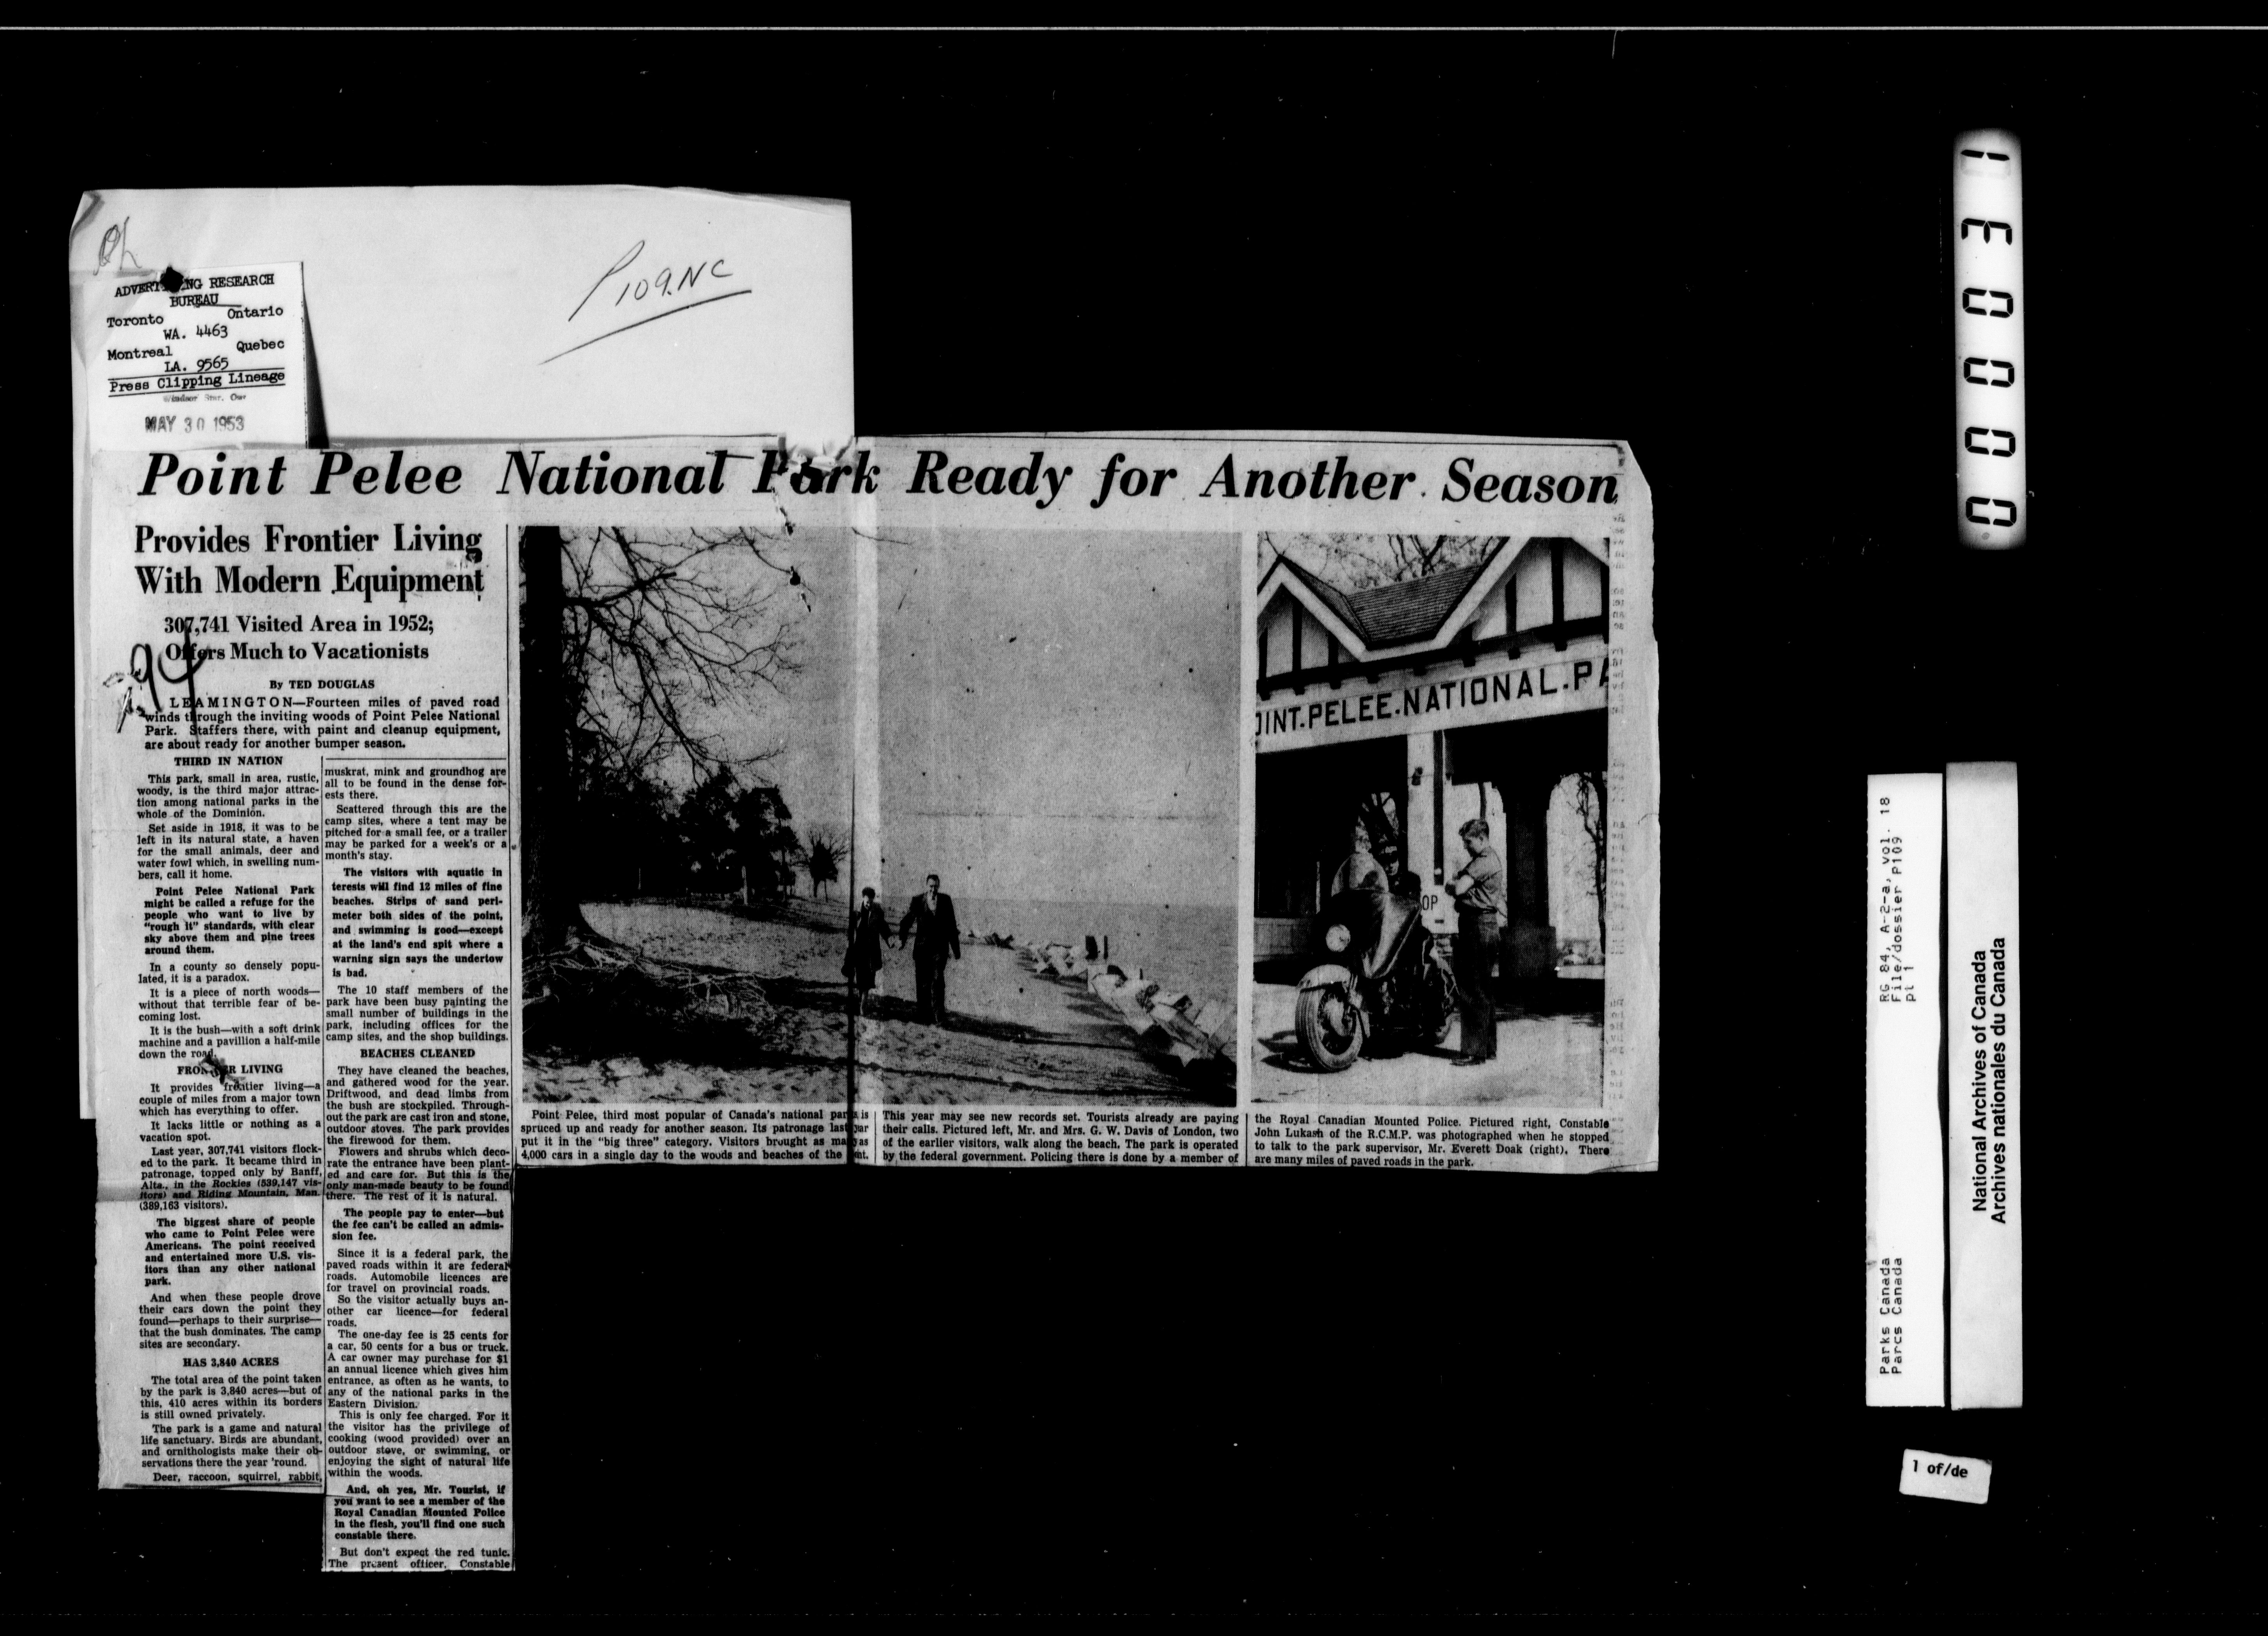 ADVERTISING RESEARCH
BUREAU
Toronto Ontario
WA. 4463
Montreal Quebec
LA. 9565
Press Clipping Lineage
Windsor Star, Ont
MAY 30 1953
P109.NC
Point Pelee National Park Ready for Another Season
Provides Frontier Living
With Modern Equipment
307,741 Visited Area in 1952;
Offers Much to Vacationists
By TED DOUGLAS
LEAMINGTON—Fourteen miles of paved road
winds through the inviting woods of Point Pelee National
Park. Staffers there, with paint and cleanup equipment,
are about ready for another bumper season.
THIRD IN NATION
This park, small in area, rustic,
woody, is the third major attrac-
tion among national parks in the
whole of the Dominion.
Set aside in 1918, it was to be
left in its natural state, a haven
for the small animals, deer and
water fowl which, in swelling num-
bers, call it home.
Point Pelee National Park
might be called a refuge for the
people who want to live by
"rough it" standards, with clear
sky above them and pine trees
around them.
In a county so densely popu-
lated, it is a paradox.
It is a piece of north woods—
without that terrible fear of be-
coming lost.
It is the bush—with a soft drink
machine and a pavillion a half-mile
down the road.
FRONTIER LIVING
It provides frontier living—a
couple of miles from a major town
which has everything to offer.
It lacks little or nothing as a
vacation spot.
Last year, 307,741 visitors flock-
ed to the park. It became third in
patronage, topped only by Banff,
Alta., in the Rockies (539,147 vis-
itors) and Riding Mountain, Man.
(389,163 visitors).
The biggest share of people
who came to Point Pelee were
Americans. The point received
and entertained more U.S. vis-
itors than any other national
park.
And when these people drove
their cars down the point they
found—perhaps to their surprise—
that the bush dominates. The camp
sites are secondary.
HAS 3,840 ACRES
The total area of the point taken
by the park is 3,840 acres—but of
this, 410 acres within its borders
is still owned privately.
The park is a game and natural
life sanctuary. Birds are abundant,
and ornithologists make their ob-
servations there the year 'round.
Deer, raccoon, squirrel, rabbit,
muskrat, mink and groundhog are
all to be found in the dense for-
ests there.
Scattered through this are the
camp sites, where a tent may be
pitched for a small fee, or a trailer
may be parked for a week's or a
month's stay.
The visitors with aquatic in
terests will find 12 miles of fine
beaches. Strips of sand peri-
meter both sides of the point,
and swimming is good—except
at the land's end spit where a
warning sign says the undertow
is bad.
The 10 staff members of the
park have been busy painting the
small number of buildings in the
park, including offices for the
camp sites, and the shop buildings.
BEACHES CLEANED
They have cleaned the beaches,
and gathered wood for the year.
Driftwood, and dead limbs from
the bush are stockpiled. Through-
out the park are cast iron and stone,
outdoor stoves. The park provides
the firewood for them.
Flowers and shrubs which deco-
rate the entrance have been plant-
ed and care for. But this is the
only man-made beauty to be found
there. The rest of it is natural.
The people pay to enter—but
the fee can't be called an admis-
sion fee.
Since it is a federal park, the
paved roads within it are federal
roads. Automobile licences are
for travel on provincial roads.
So the visitor actually buys an-
other car licence—for federal
roads.
The one-day fee is 25 cents for
a car, 50 cents for a bus or truck.
A car owner may purchase for $1
an annual licence which gives him
entrance, as often as he wants, to
any of the national parks in the
Eastern Division.
This is only fee charged. For it
the visitor has the privilege of
cooking (wood provided) over an
outdoor stove, or swimming, or
enjoying the sight of natural life
within the woods.
And, oh yes, Mr. Tourist, if
you want to see a member of the
Royal Canadian Mounted Police
in the flesh, you'll find one such
constable there.
But don't expect the red tunic.
The present officer, Constable
OINT.PELEE.NATIONAL.PA
OP
Point Pelee, third most popular of Canada's national parks is
spruced up and ready for another season. Its patronage last year
put it in the "big three" category. Visitors brought as many as
4,000 cars in a single day to the woods and beaches of the point.
This year may see new records set. Tourists already are paying
their calls. Pictured left, Mr. and Mrs. G. W. Davis of London, two
of the earlier visitors, walk along the beach. The park is operated
by the federal government. Policing there is done by a member of
the Royal Canadian Mounted Police. Pictured right, Constable
John Lukash of the R.C.M.P. was photographed when he stopped
to talk to the park supervisor, Mr. Everett Doak (right). There
are many miles of paved roads in the park.
000031
Parks Canada RG 84, A-2-a, vol. 18
Parcs Canada File/dossier P109
pt 1
National Archives of Canada
Archives nationales du Canada
1 of/de